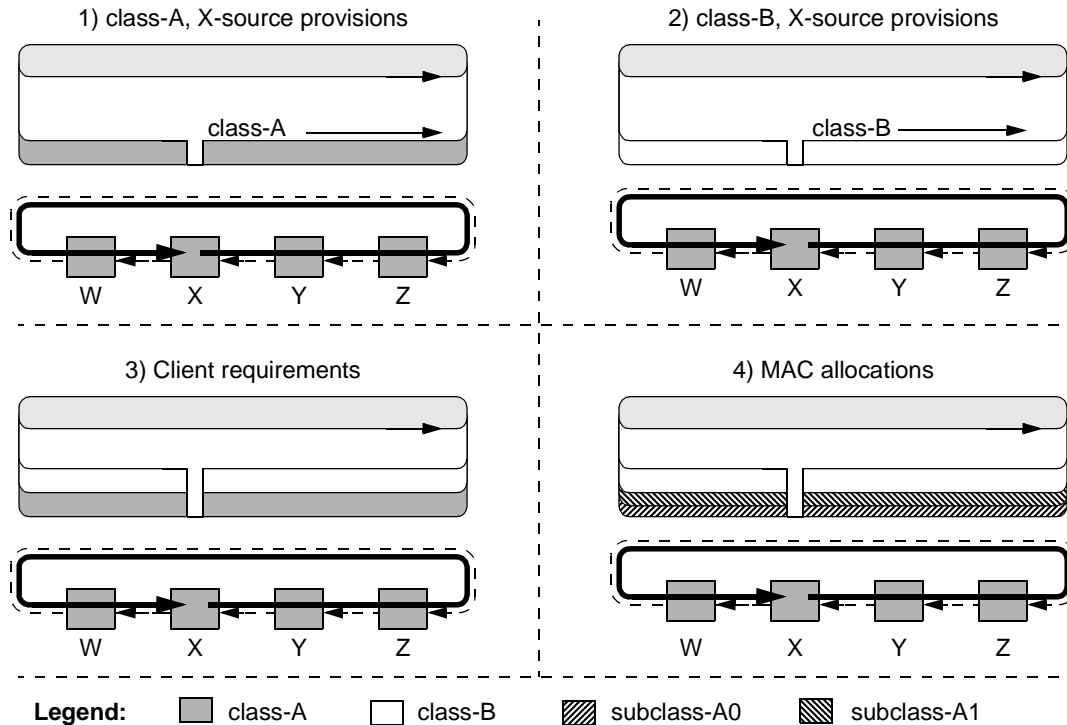 1) class-A, X-source provisions
2) class-B, X-source provisions
class-A
class-B
W X Y Z
W X Y Z
3) Client requirements
4) MAC allocations
W X Y Z
W X Y Z
Legend: class-A class-B subclass-A0 subclass-A1